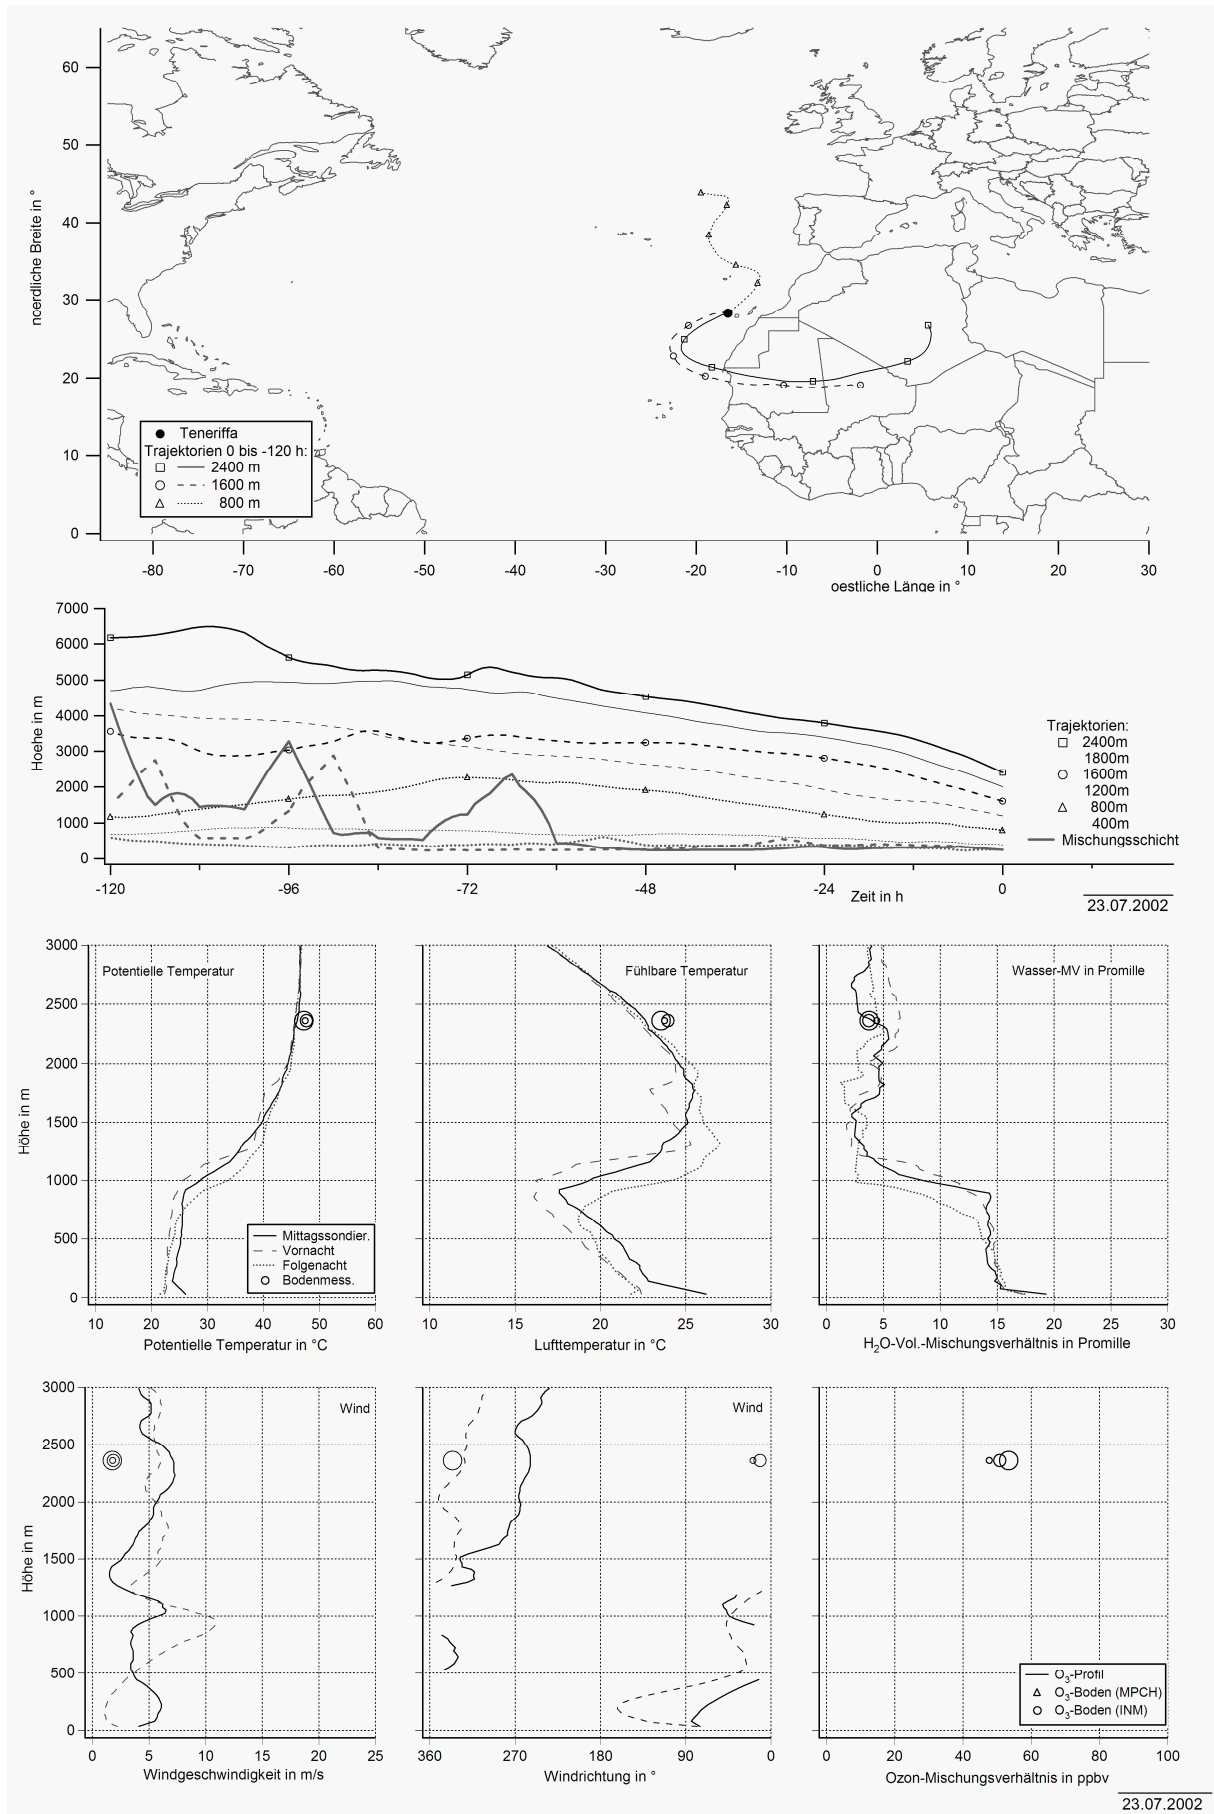 60
50
40
30
20
10
0
noerdliche Breite in °
Teneriffa
Trajektorien 0 bis -120 h:
2400 m
1600 m
800 m
-80 -70 -60 -50 -40 -30 -20 -10 0 10 20 30
oestliche Länge in °
7000
6000
5000
4000
3000
2000
1000
0
Hoehe in m
Trajektorien:
2400m
1800m
1600m
1200m
800m
400m
Mischungsschicht
-120 -96 -72 -48 -24 0
Zeit in h
23.07.2002
3000
2500
2000
1500
1000
500
0
Höhe in m
Potentielle Temperatur
Mittagssondier.
Vornacht
Folgenacht
Bodenmess.
10 20 30 40 50 60
Potentielle Temperatur in °C
Fühlbare Temperatur
10 15 20 25 30
Lufttemperatur in °C
Wasser-MV in Promille
0 5 10 15 20 25 30
H2O-Vol.-Mischungsverhältnis in Promille
3000
2500
2000
1500
1000
500
0
Höhe in m
Wind
0 5 10 15 20 25
Windgeschwindigkeit in m/s
Wind
360 270 180 90 0
Windrichtung in °
O3-Profil
O3-Boden (MPCH)
O3-Boden (INM)
0 20 40 60 80 100
Ozon-Mischungsverhältnis in ppbv
23.07.2002